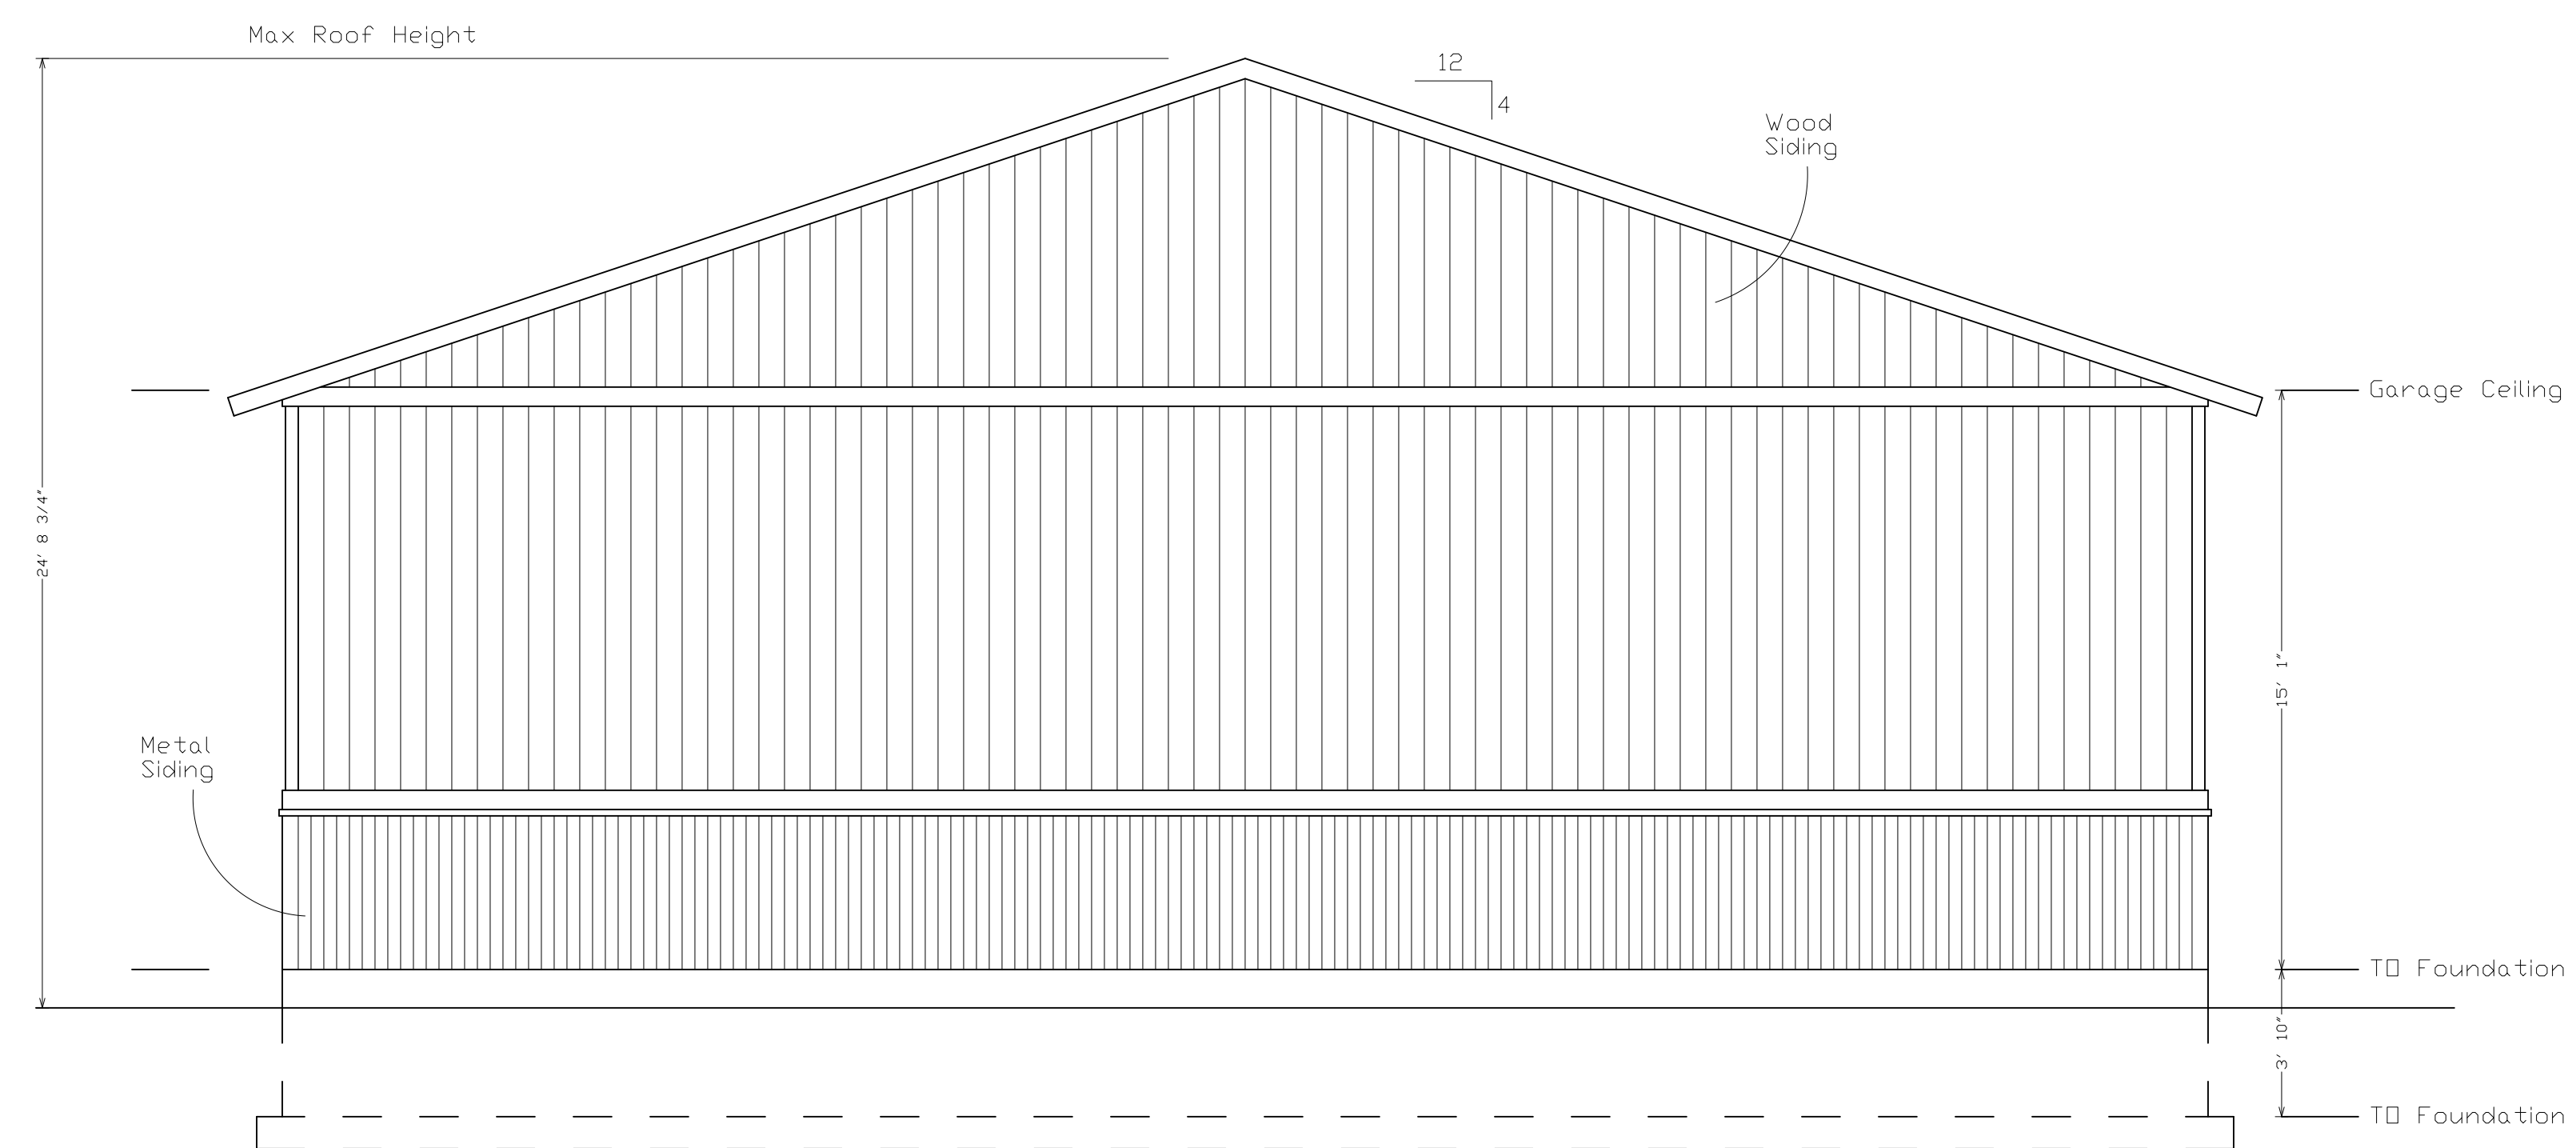 Max Roof Height
12
4
Wood
Siding
Garage Ceiling
24' 8 3/4"
15' 1"
Metal
Siding
TO Foundation
3' 10"
TO Foundation